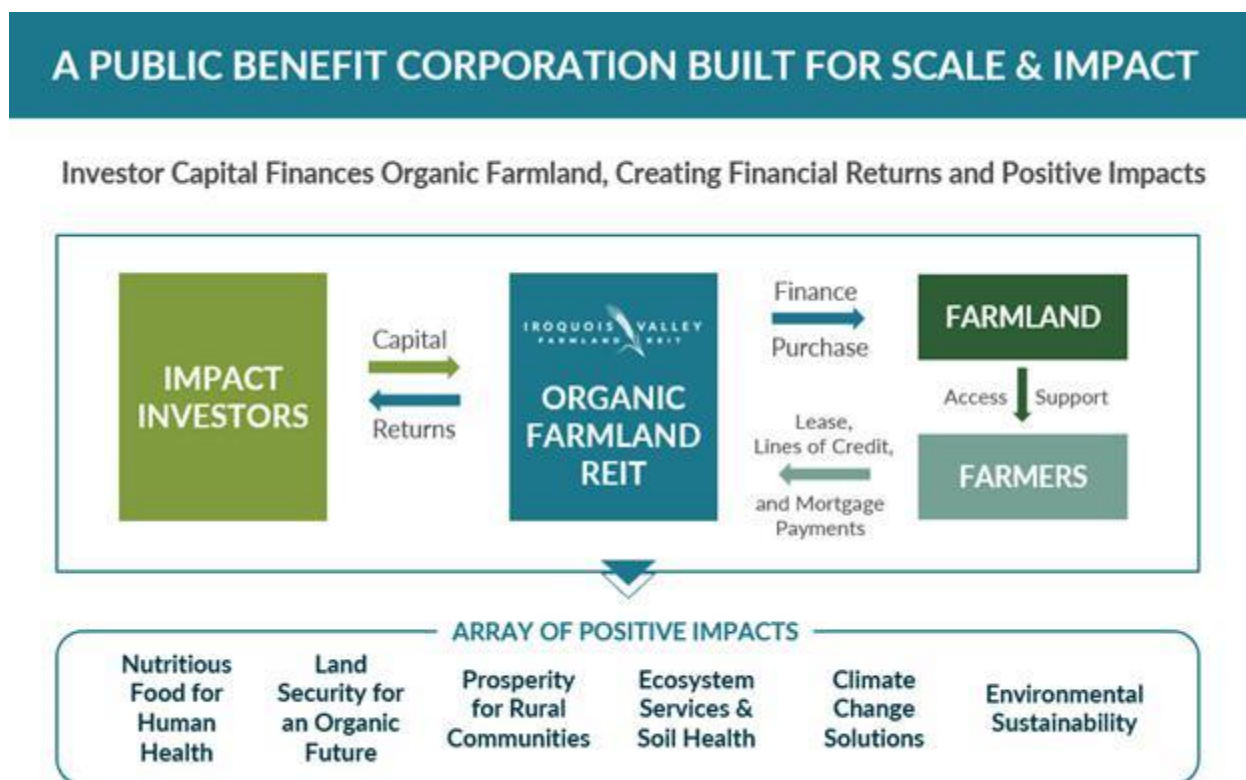 A PUBLIC BENEFIT CORPORATION BUILT FOR SCALE & IMPACT
Investor Capital Finances Organic Farmland, Creating Financial Returns and Positive Impacts
IMPACT
INVESTORS
Capital
Returns
IROQUOIS VALLEY
FARMLAND REIT
ORGANIC
FARMLAND
REIT
Finance
Purchase
Lease,
Lines of Credit,
and Mortgage
Payments
FARMLAND
Access Support
FARMERS
ARRAY OF POSITIVE IMPACTS
Nutritious
Food for
Human
Health
Land
Security for
an Organic
Future
Prosperity
for Rural
Communities
Ecosystem
Services &
Soil Health
Climate
Change
Solutions
Environmental
Sustainability